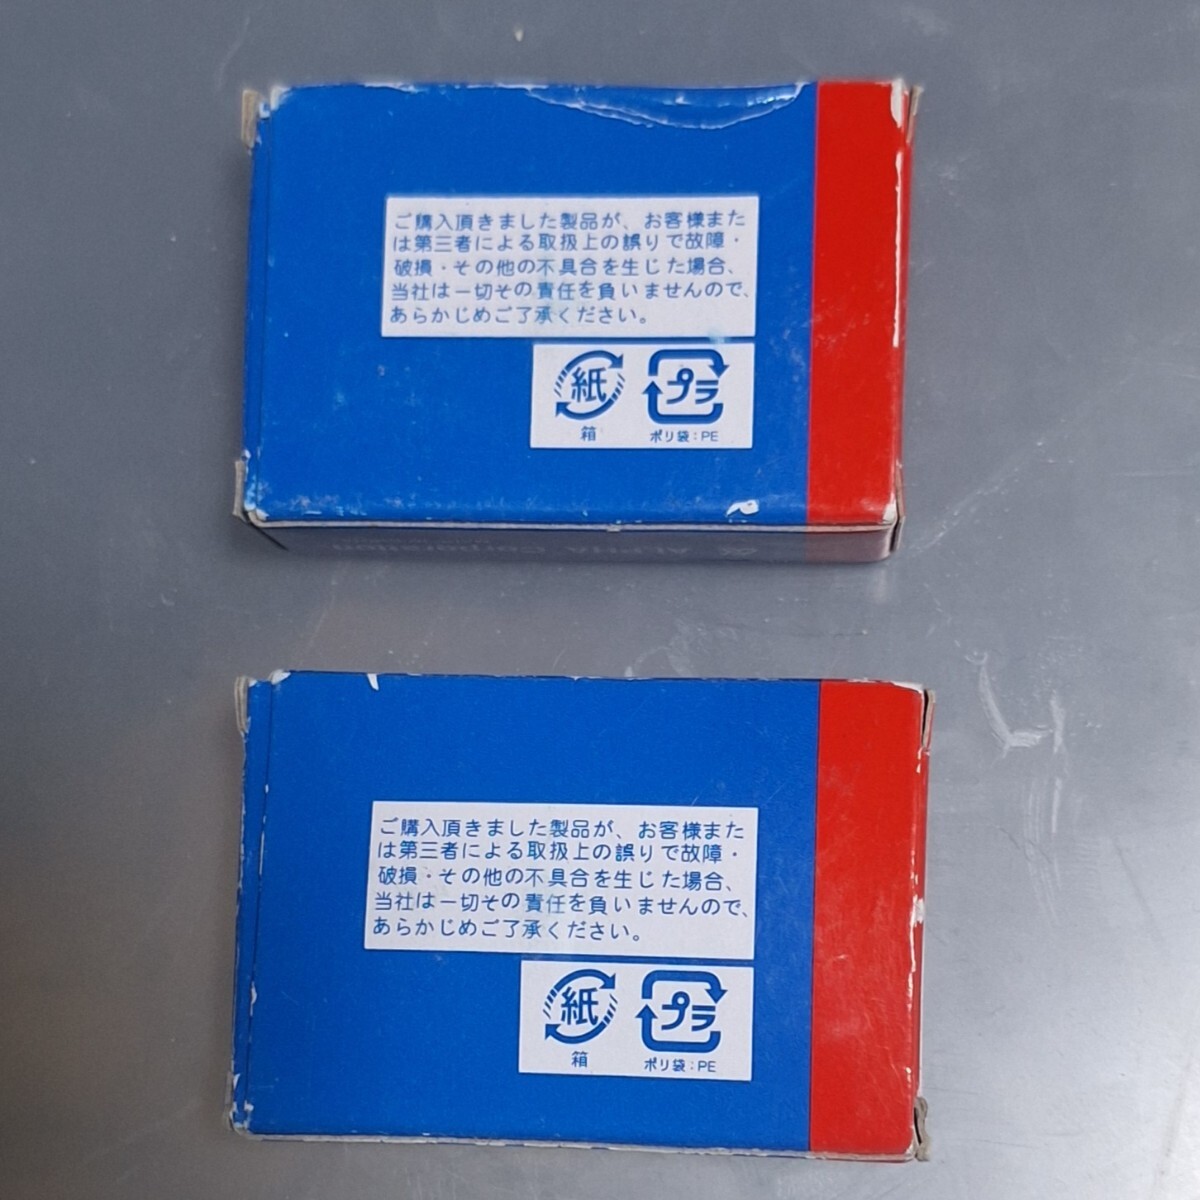 ご購入頂きました製品が、お客様また
は第三者による取扱上の誤りで故障・
破損・その他の不具合を生じた場合、
当社は一切その責任を負いませんので、
あらかじめご了承ください。
紙 プラ
箱 ポリ袋：PE
ALPHA Corporation
ご購入頂きました製品が、お客様また
は第三者による取扱上の誤りで故障・
破損・その他の不具合を生じた場合、
当社は一切その責任を負いませんので、
あらかじめご了承ください。
紙 プラ
箱 ポリ袋：PE